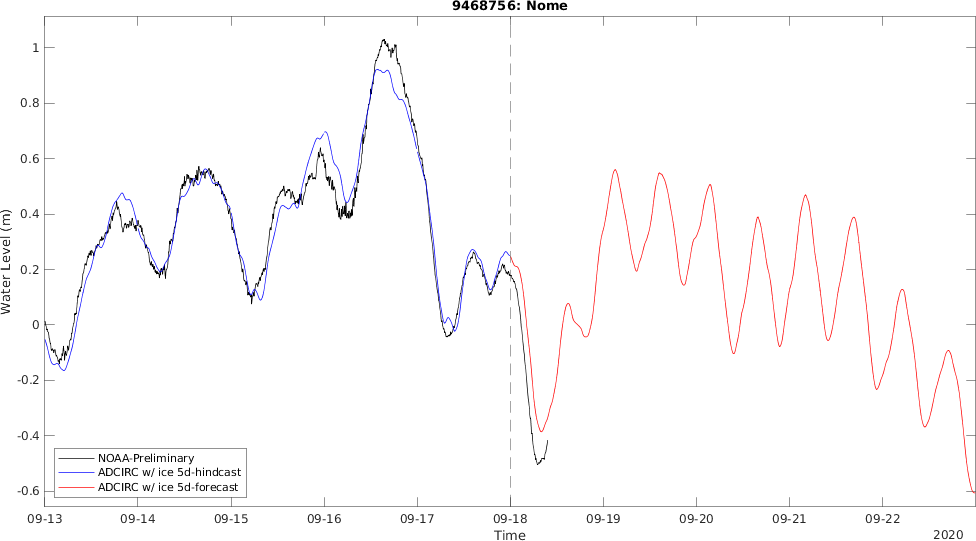 9468756: Nome
Water Level (m)
1
0.8
0.6
0.4
0.2
0
-0.2
-0.4
-0.6
NOAA-Preliminary
ADCIRC w/ ice 5d-hindcast
ADCIRC w/ ice 5d-forecast
09-13 09-14 09-15 09-16 09-17 09-18 09-19 09-20 09-21 09-22
Time
2020